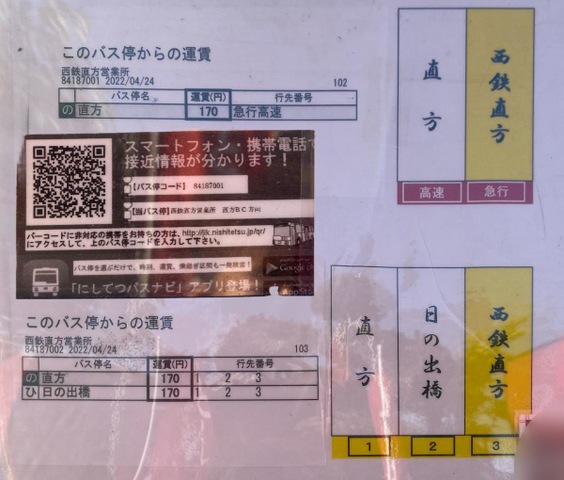 このバス停からの運賃
西鉄直方営業所
84187001 2022/04/24 102
バス停名 運賃(円) 行先番号
の 直方 170 急行高速
スマートフォン・携帯電話で
接近情報が分かります!
【バス停コード】 84187001
【当バス停】西鉄直方営業所 直方BC方向
バーコードに非対応の携帯をお持ちの方は、http://jik.nishitetsu.jp/qr/
にアクセスして、上のバス停コードを入力して下さい。
バス停を選ぶだけで、時刻、運賃、乗継ぎ区間も一発検索!
「にしてつバスナビ」アプリ登場!
Google
App Sto
このバス停からの運賃
西鉄直方営業所
84187002 2022/04/24 103
バス停名 運賃(円) 行先番号
の 直方 170 1 2 3
ひ 日の出橋 170 1 2 3
直方
西鉄直方
高速 急行
直方
日の出橋
西鉄直方
1 2 3